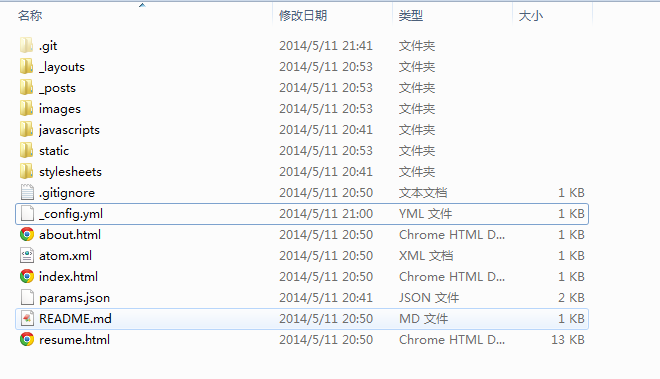 名称 修改日期 类型 大小
.git 2014/5/11 21:41 文件夹
_layouts 2014/5/11 20:53 文件夹
_posts 2014/5/11 20:53 文件夹
images 2014/5/11 20:53 文件夹
javascripts 2014/5/11 20:41 文件夹
static 2014/5/11 20:53 文件夹
stylesheets 2014/5/11 20:41 文件夹
.gitignore 2014/5/11 20:50 文本文档 1 KB
_config.yml 2014/5/11 21:00 YML 文件 1 KB
about.html 2014/5/11 20:50 Chrome HTML D... 1 KB
atom.xml 2014/5/11 20:50 XML 文档 1 KB
index.html 2014/5/11 20:50 Chrome HTML D... 1 KB
params.json 2014/5/11 20:41 JSON 文件 2 KB
README.md 2014/5/11 20:50 MD 文件 1 KB
resume.html 2014/5/11 20:50 Chrome HTML D... 13 KB